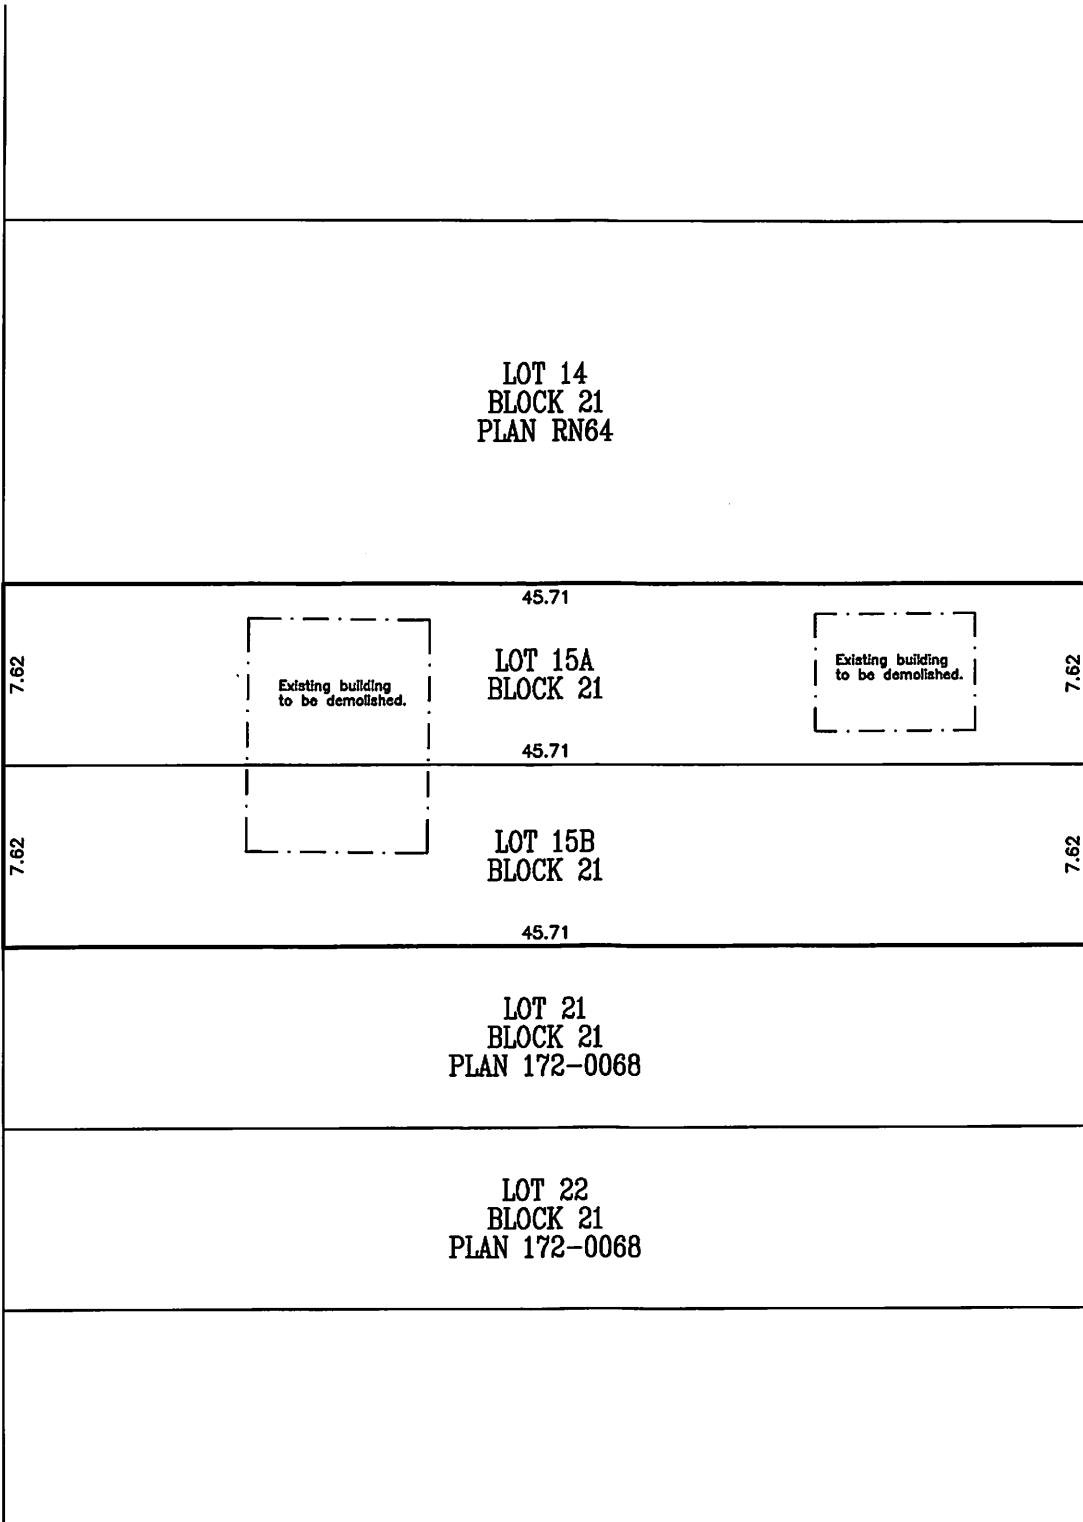 LOT 14
BLOCK 21
PLAN RN64
45.71
7.62
Existing building
to be demolished.
LOT 15A
BLOCK 21
Existing building
to be demolished.
7.62
45.71
7.62
LOT 15B
BLOCK 21
7.62
45.71
LOT 21
BLOCK 21
PLAN 172-0068
LOT 22
BLOCK 21
PLAN 172-0068